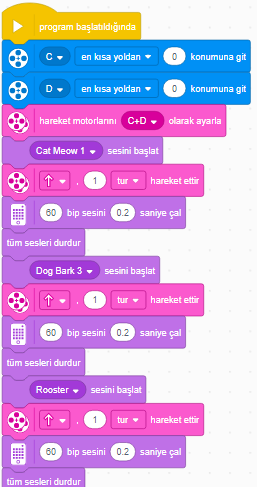 program başlatıldığında
C en kısa yoldan 0 konumuna git
D en kısa yoldan 0 konumuna git
hareket motorlarını C+D olarak ayarla
Cat Meow 1 sesini başlat
↑ , 1 tur hareket ettir
60 bip sesini 0.2 saniye çal
tüm sesleri durdur
Dog Bark 3 sesini başlat
↑ , 1 tur hareket ettir
60 bip sesini 0.2 saniye çal
tüm sesleri durdur
Rooster sesini başlat
↑ , 1 tur hareket ettir
60 bip sesini 0.2 saniye çal
tüm sesleri durdur